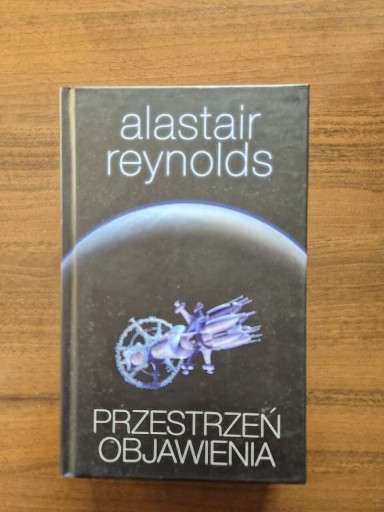 alastair
reynolds
PRZESTRZEŃ
OBJAWIENIA